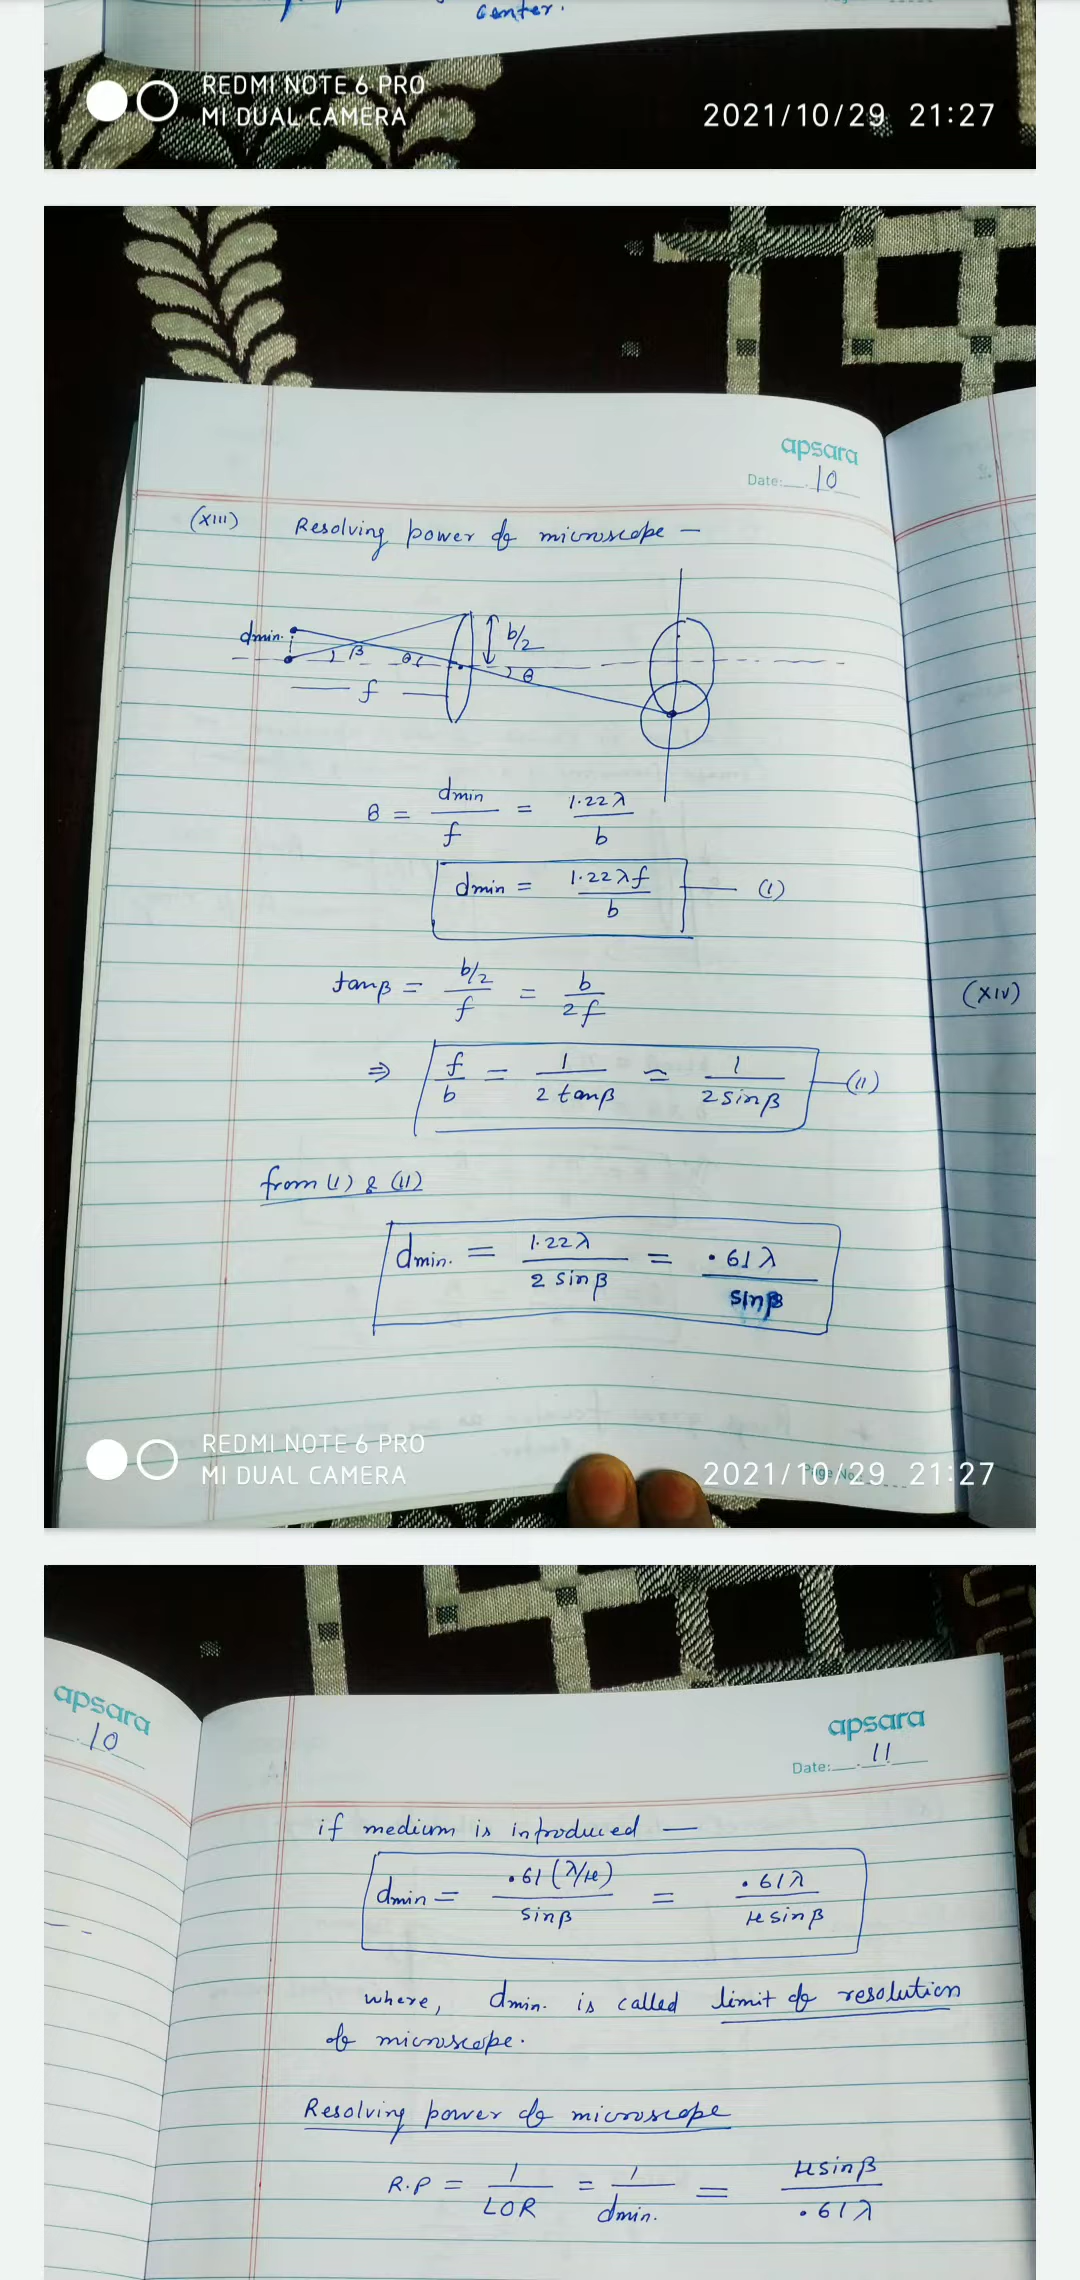 center.
REDMI NOTE 6 PRO
MI DUAL CAMERA
2021/10/29 21:27
apsara
Date: 10
(XIII) Resolving power of microscope —
dmin.
β
θ
b/2
θ
f
θ = dmin/f = 1.22λ/b
dmin = 1.22λf/b — (I)
tanβ = (b/2)/f = b/2f
(XIV)
⇒ f/b = 1/2 tanβ ≃ 1/2 sinβ — (II)
from (I) & (II)
dmin. = 1.22λ/2 sinβ = .61λ/sinβ
REDMI NOTE 6 PRO
MI DUAL CAMERA
Page No.
2021/10/29 21:27
apsara
10
apsara
Date: 11
if medium is introduced —
dmin = .61(λ/μ)/sinβ = .61λ/μ sinβ
where, dmin. is called limit of resolution
of microscope.
Resolving power of microscope
R.P = 1/LOR = 1/dmin. = μ sinβ/.61λ